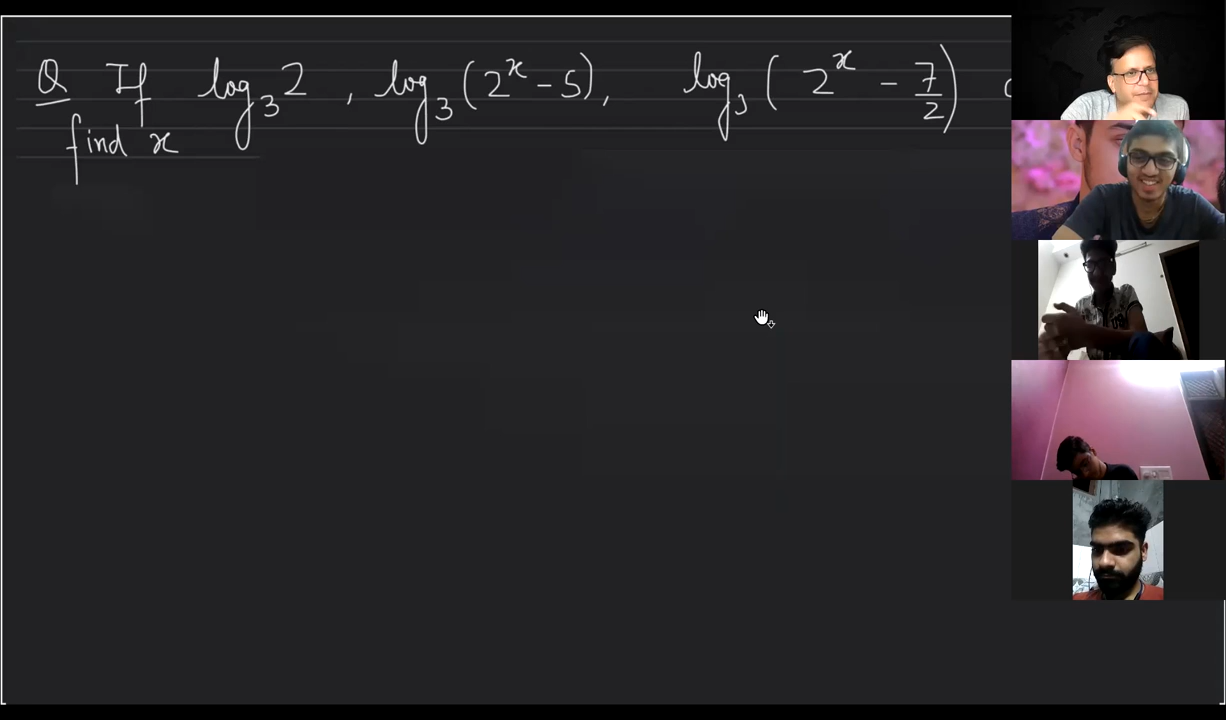 Q If log₃2 , log₃(2ˣ - 5), log₃(2ˣ - 7/2)
find x